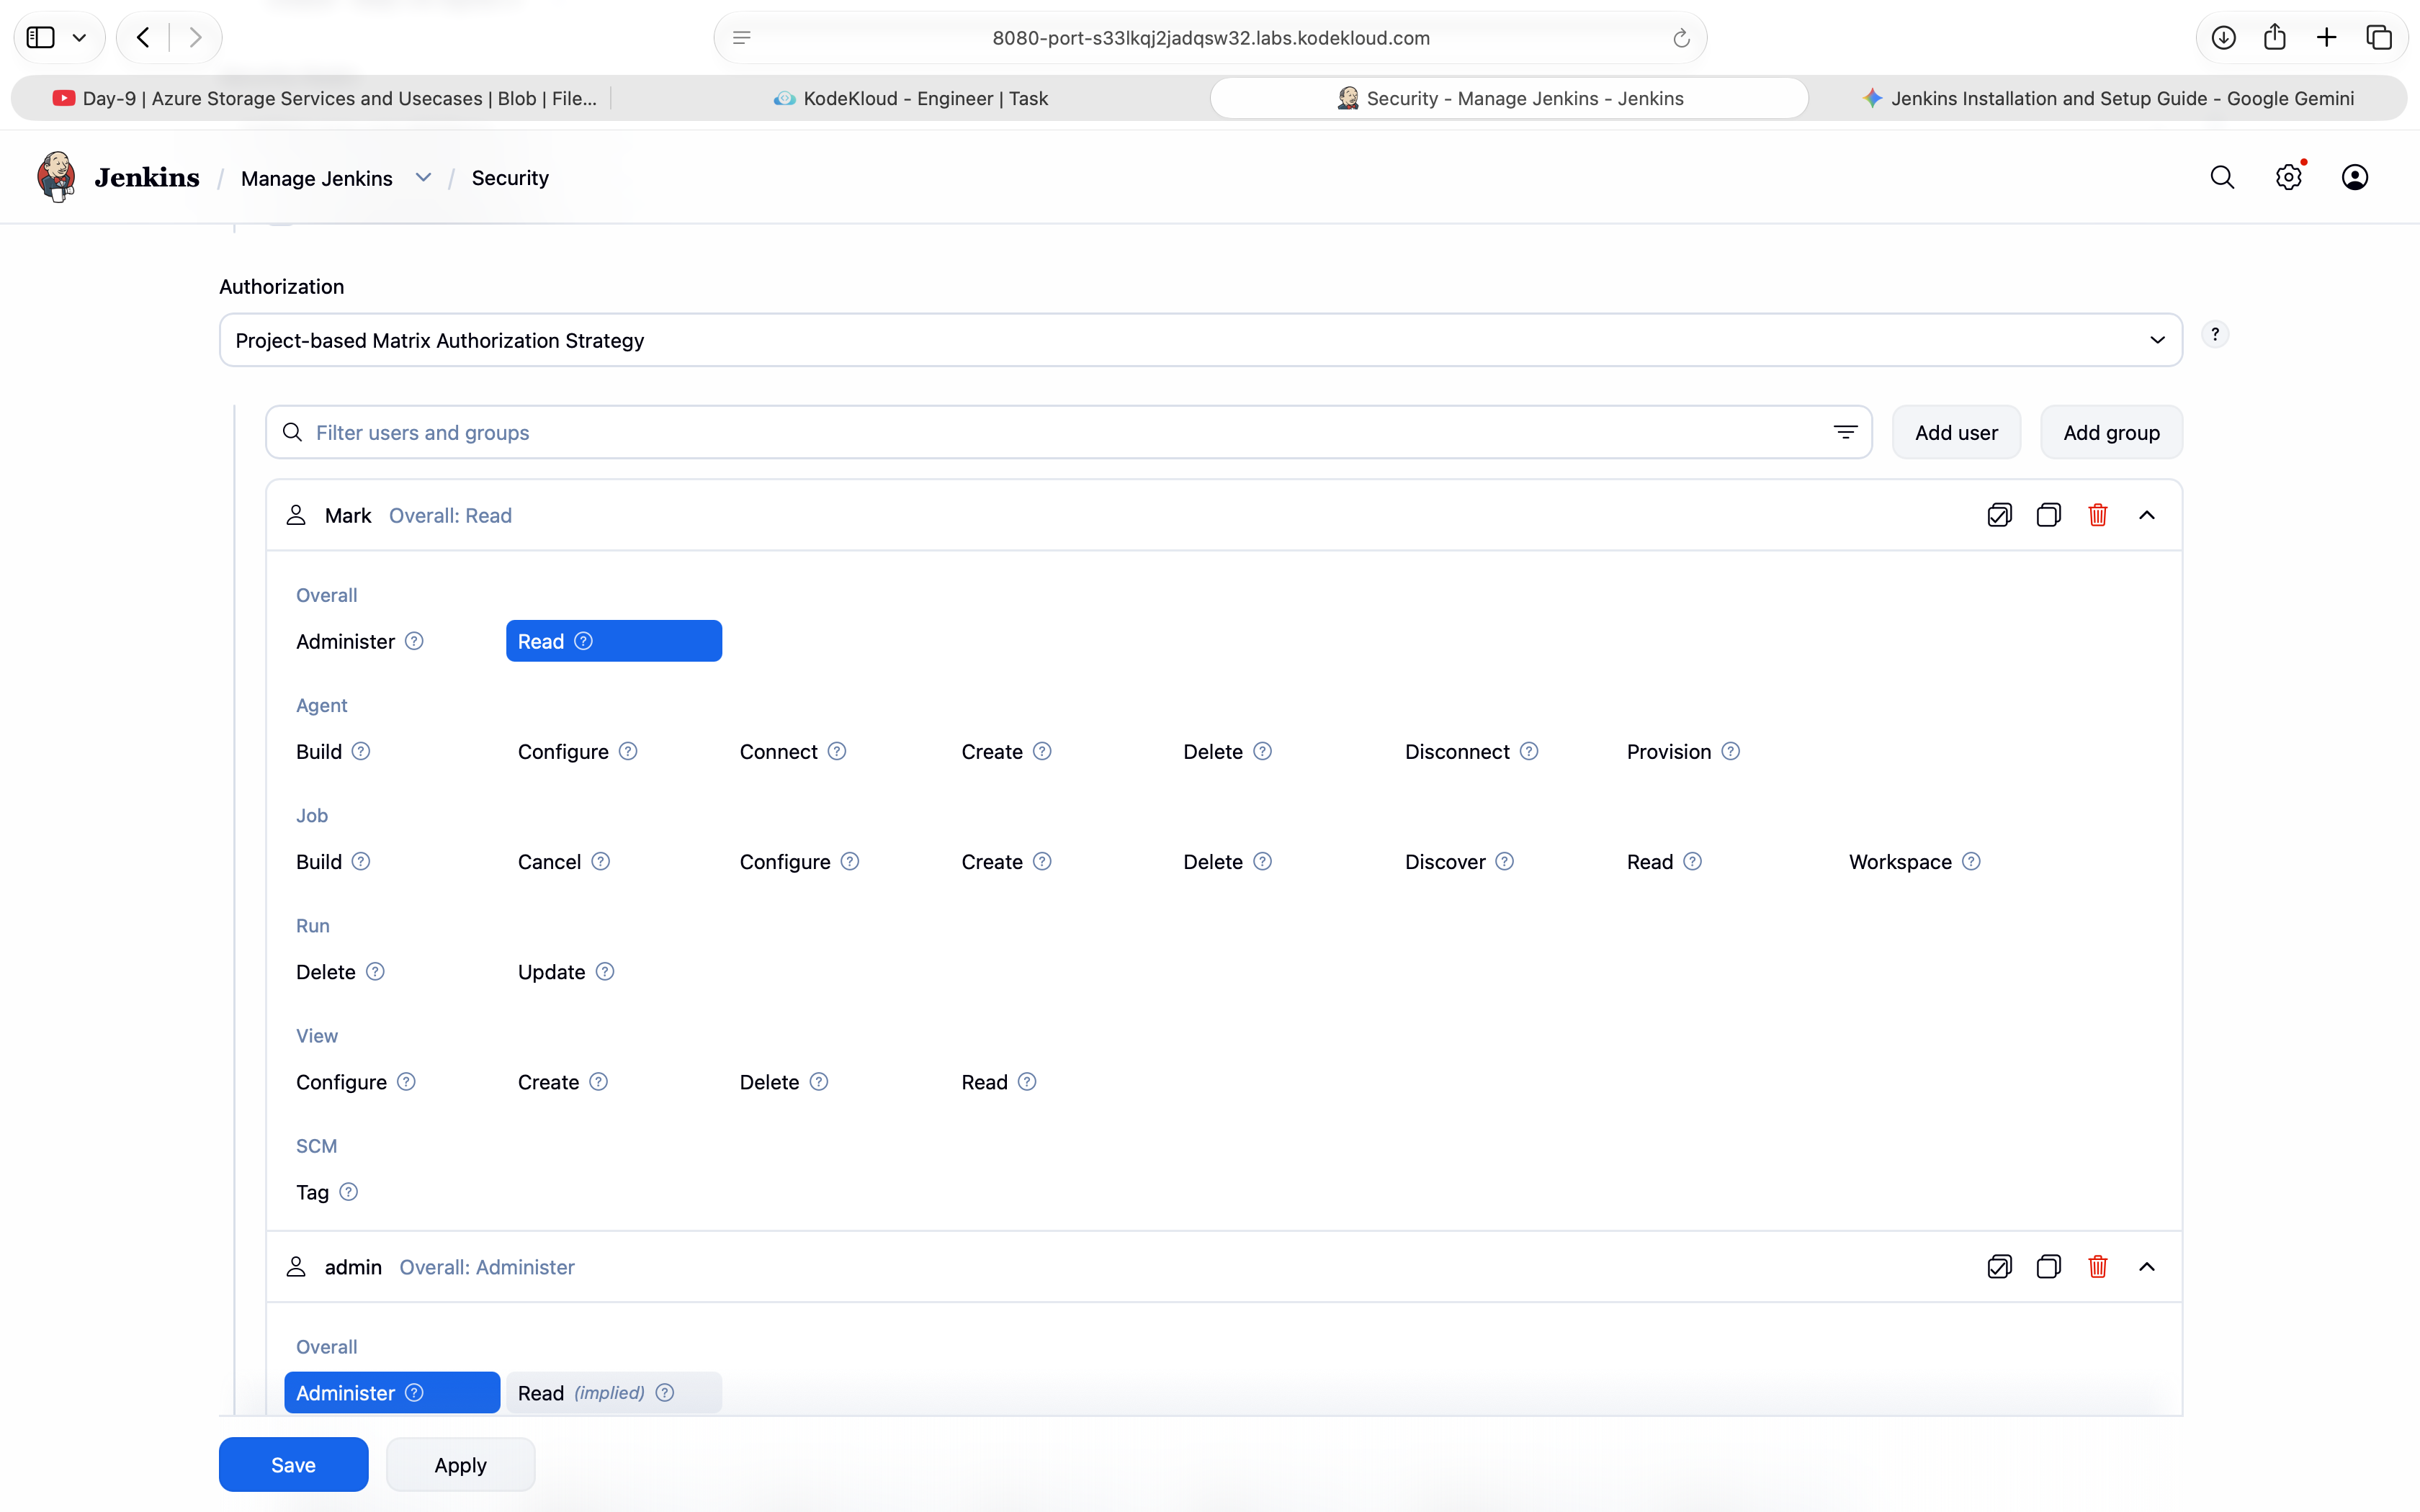 8080-port-s33lkqj2jadqsw32.labs.kodekloud.com
Day-9 | Azure Storage Services and Usecases | Blob | File...
KodeKloud - Engineer | Task
Security - Manage Jenkins - Jenkins
Jenkins Installation and Setup Guide - Google Gemini
Jenkins / Manage Jenkins / Security
Authorization
Project-based Matrix Authorization Strategy
?
Filter users and groups
Add user
Add group
Mark Overall: Read
Overall
Administer ? Read ?
Agent
Build ? Configure ? Connect ? Create ? Delete ? Disconnect ? Provision ?
Job
Build ? Cancel ? Configure ? Create ? Delete ? Discover ? Read ? Workspace ?
Run
Delete ? Update ?
View
Configure ? Create ? Delete ? Read ?
SCM
Tag ?
admin Overall: Administer
Overall
Administer ? Read (implied) ?
Save Apply